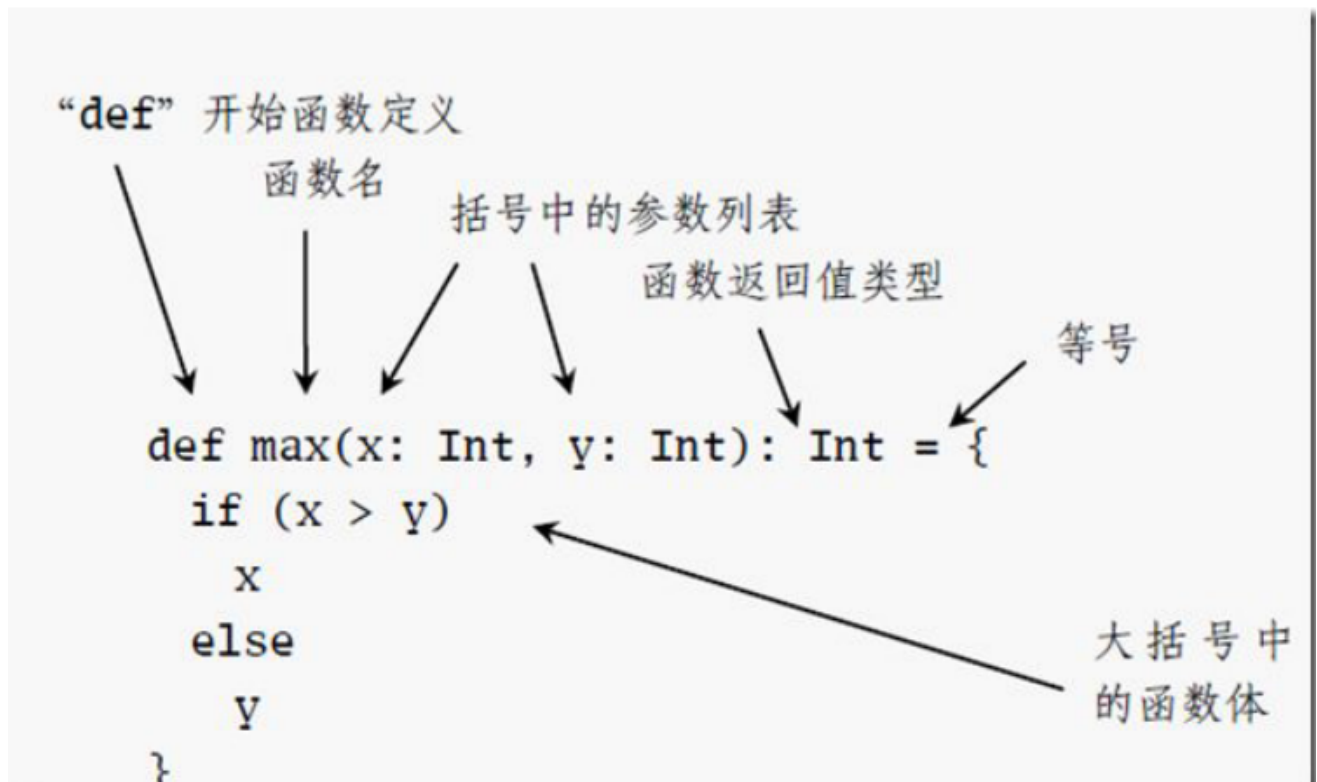 “def”开始函数定义
函数名
括号中的参数列表
函数返回值类型
等号
def max(x: Int, y: Int): Int = {
if (x > y)
x
else
y
}
大括号中
的函数体